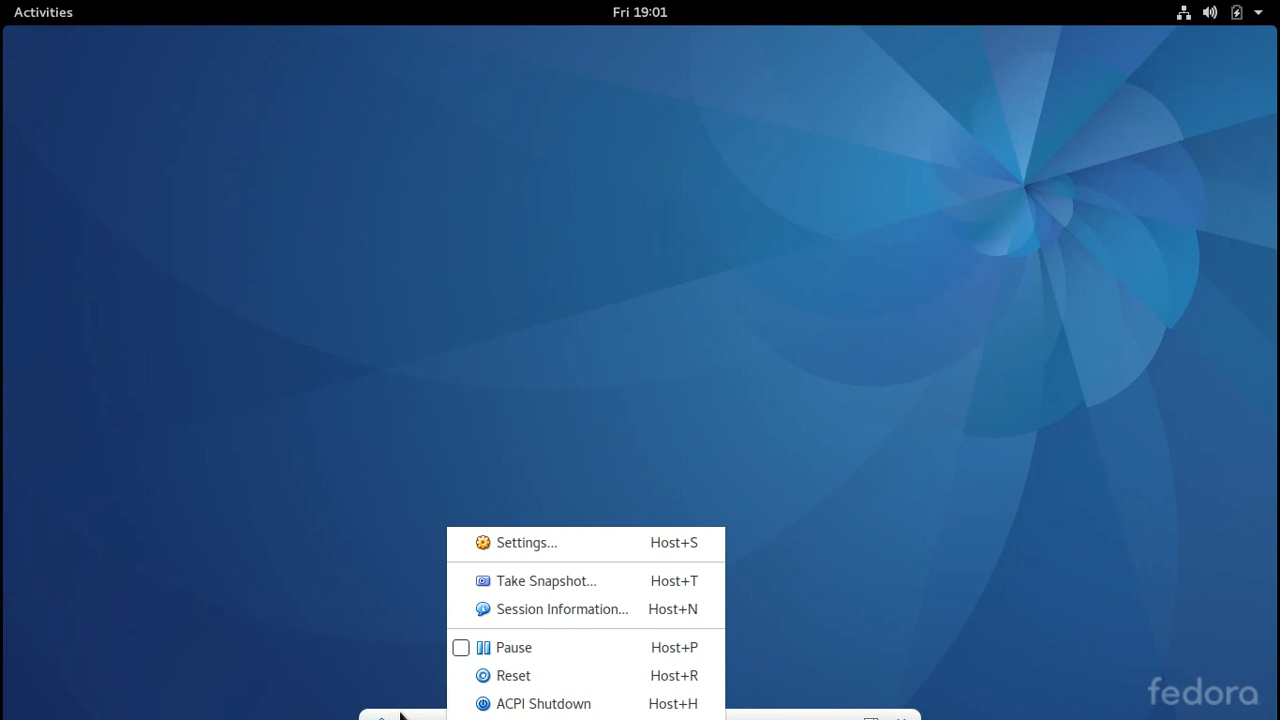 Activities
Fri 19:01
Settings... Host+S
Take Snapshot... Host+T
Session Information... Host+N
Pause Host+P
Reset Host+R
ACPI Shutdown Host+H
fedora